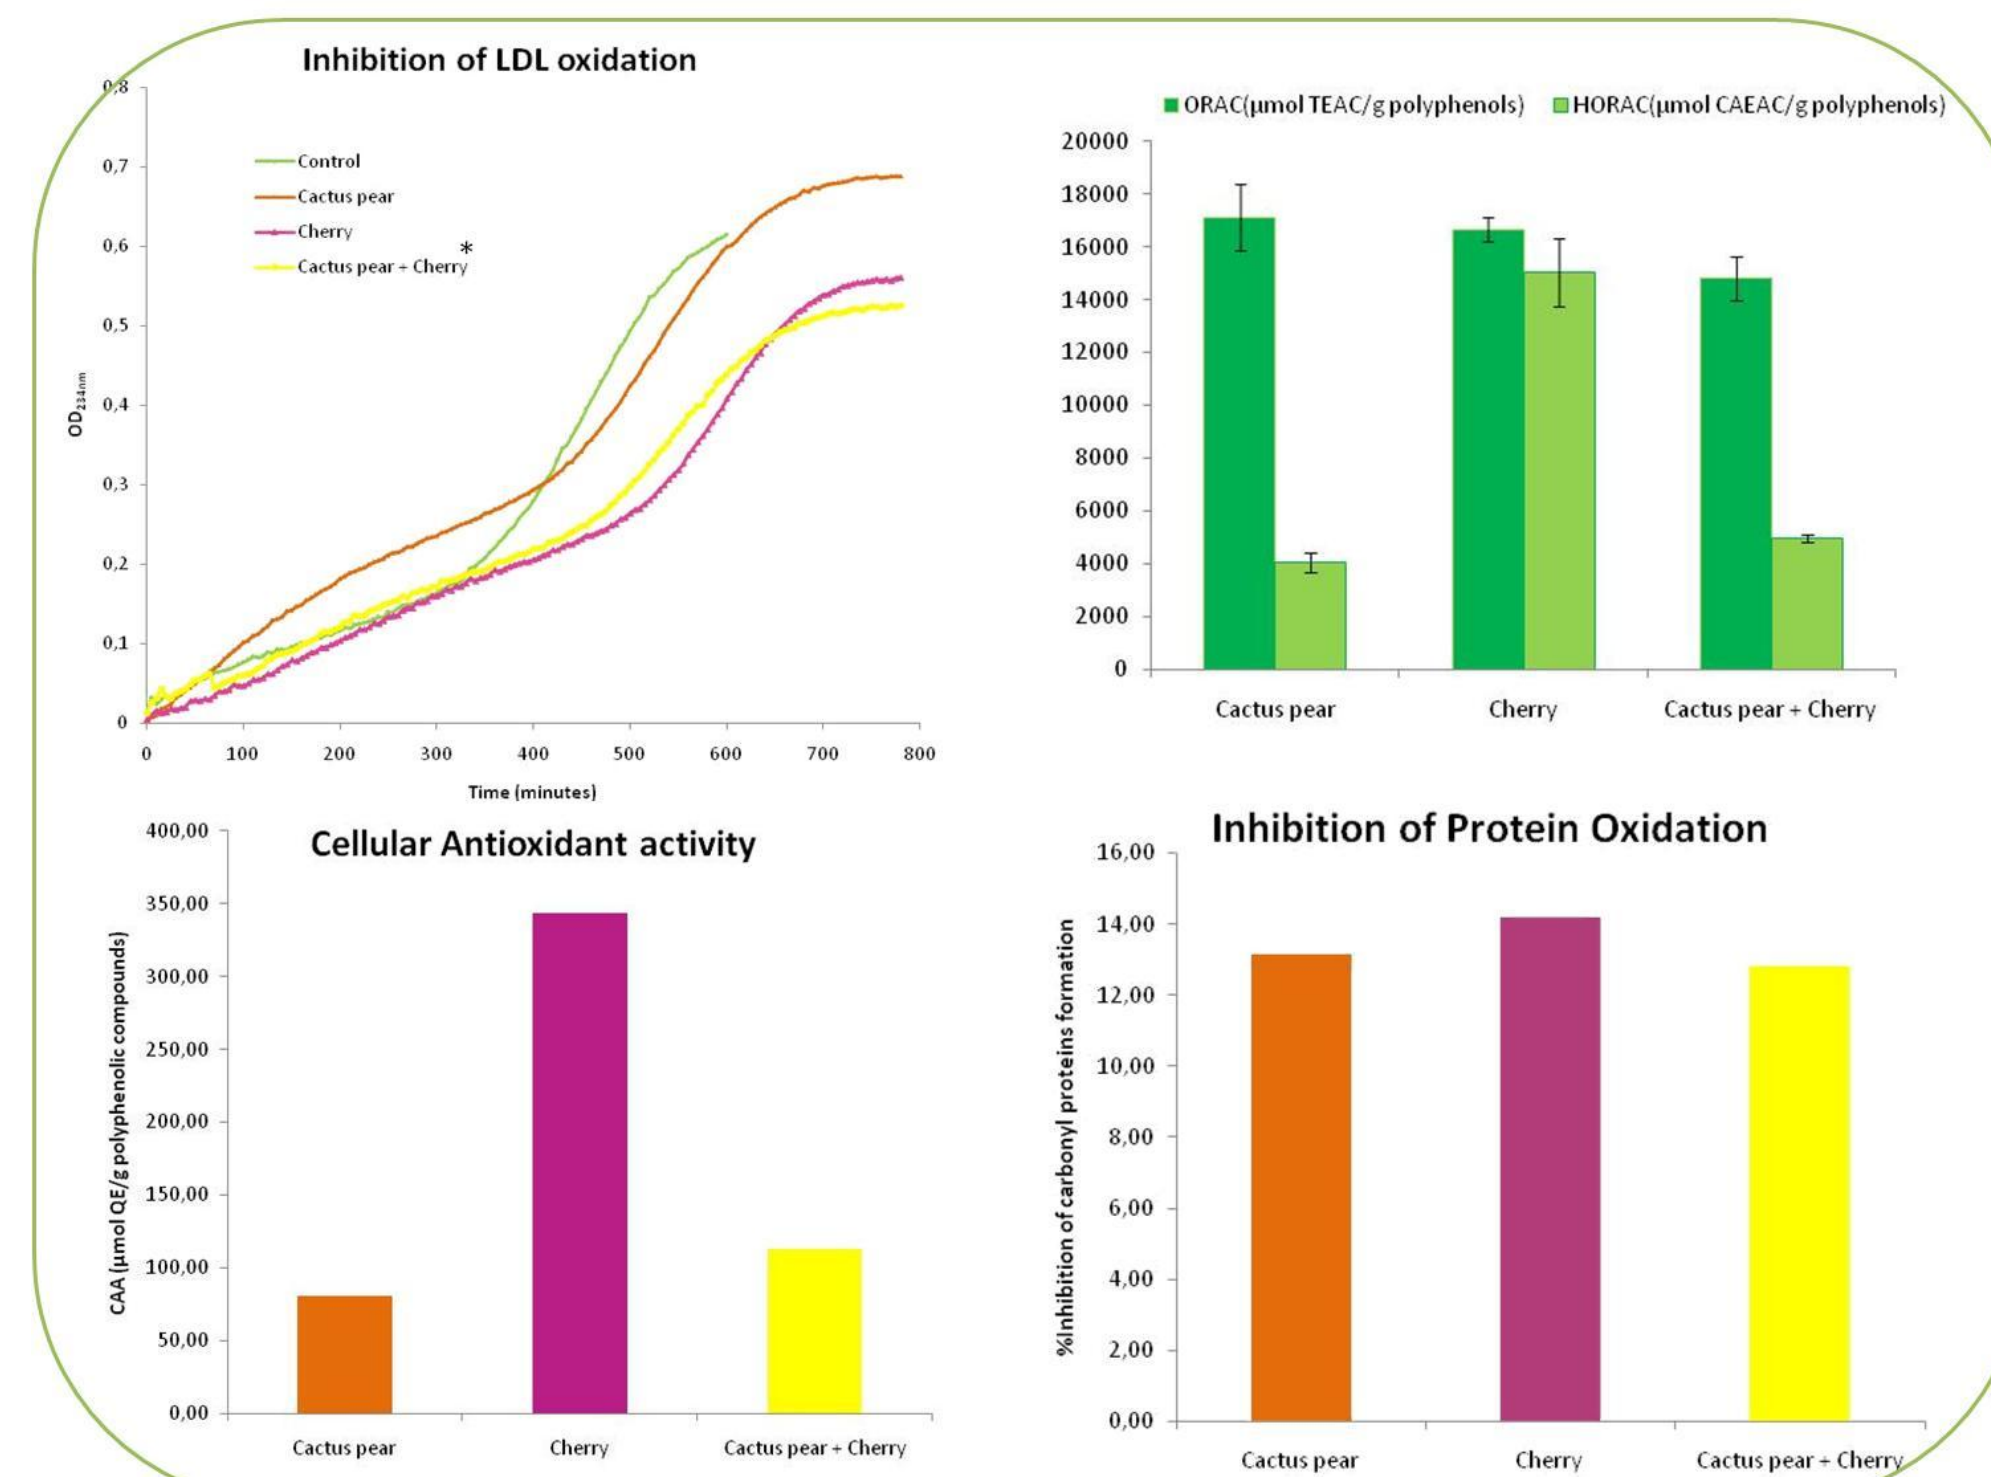 Inhibition of LDL oxidation
0,8
0,7
0,6
0,5
0,4
0,3
0,2
0,1
0
OD234nm
Control
Cactus pear
Cherry
*
Cactus pear + Cherry
0 100 200 300 400 500 600 700 800
Time (minutes)
ORAC(μmol TEAC/g polyphenols) HORAC(μmol CAEAC/g polyphenols)
20000
18000
16000
14000
12000
10000
8000
6000
4000
2000
0
Cactus pear Cherry Cactus pear + Cherry
Cellular Antioxidant activity
400,00
350,00
300,00
250,00
200,00
150,00
100,00
50,00
0,00
CAA (μmol QE/g polyphenolic compounds)
Cactus pear Cherry Cactus pear + Cherry
Inhibition of Protein Oxidation
16,00
14,00
12,00
10,00
8,00
6,00
4,00
2,00
0,00
%Inhibition of carbonyl proteins formation
Cactus pear Cherry Cactus pear + Cherry